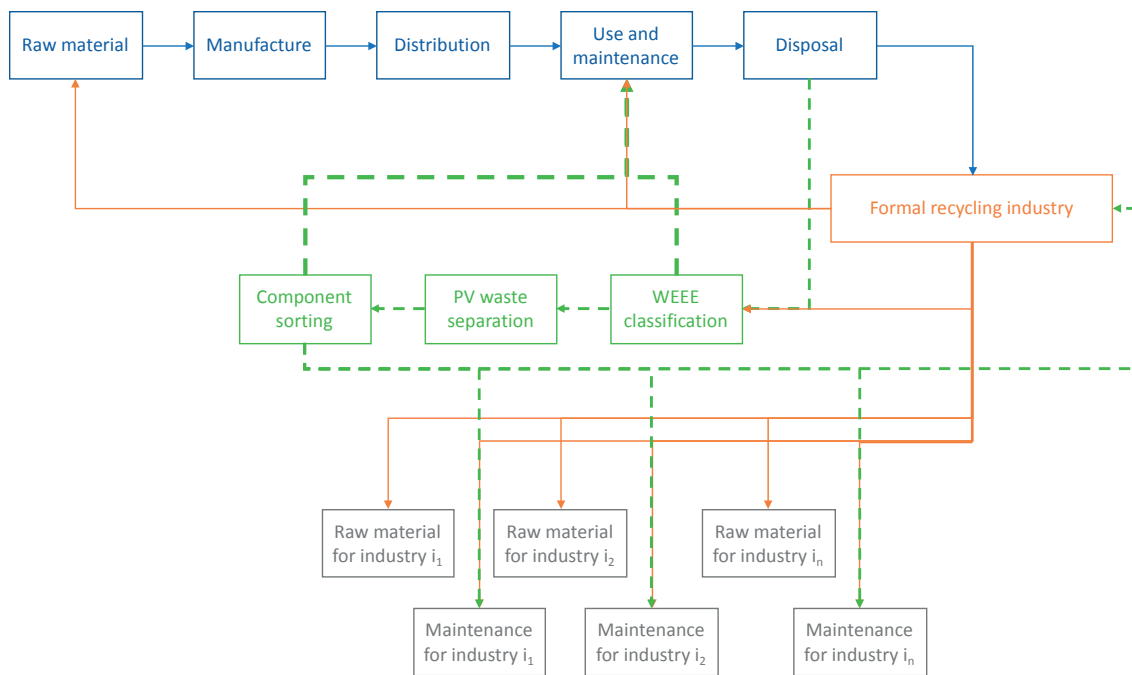 Raw material
Manufacture
Distribution
Use and
maintenance
Disposal
Formal recycling industry
Component
sorting
PV waste
separation
WEEE
classification
Raw material
for industry i₁
Raw material
for industry i₂
Raw material
for industry iₙ
Maintenance
for industry i₁
Maintenance
for industry i₂
Maintenance
for industry iₙ